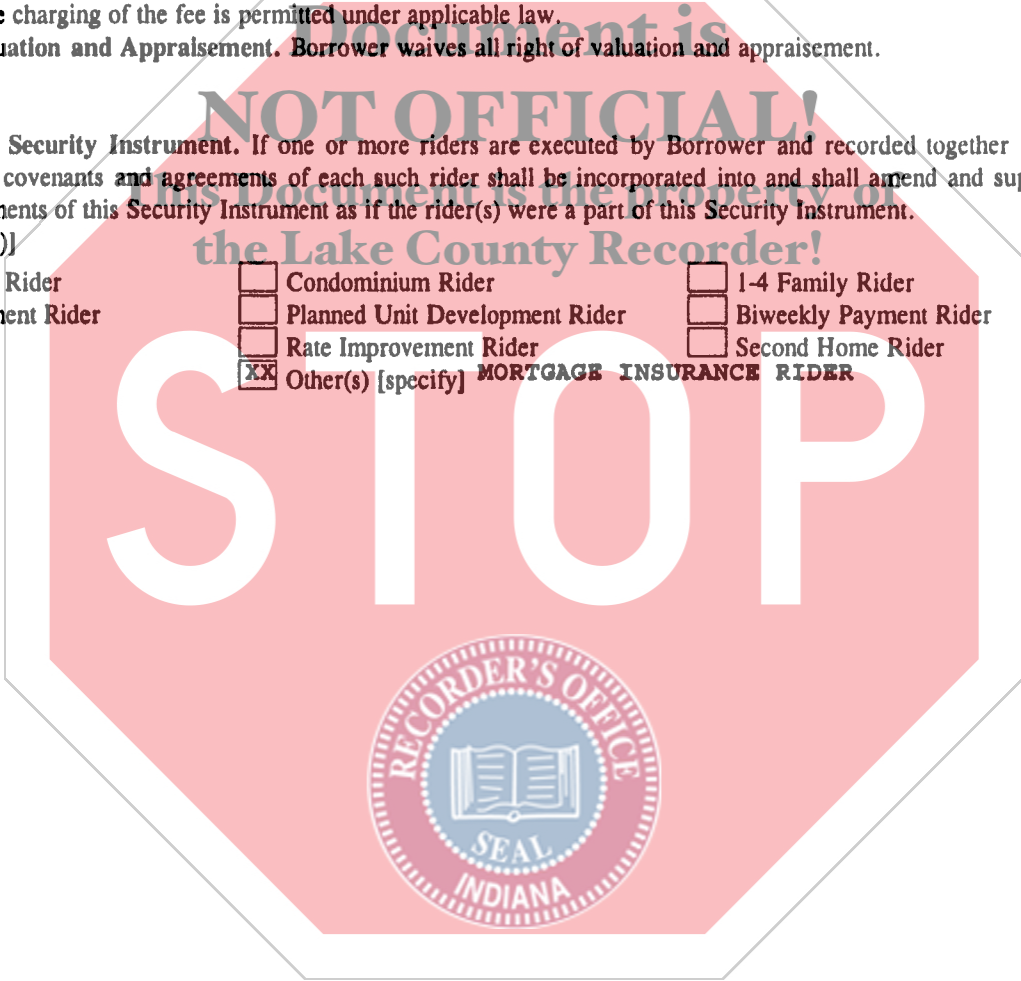 charging of the fee is permitted under applicable law.
Document is
uation and Appraisement. Borrower waives all right of valuation and appraisement.
NOT OFFICIAL!
Security Instrument. If one or more riders are executed by Borrower and recorded together
covenants and agreements of each such rider shall be incorporated into and shall amend and sup
This Document is the property of
nents of this Security Instrument as if the rider(s) were a part of this Security Instrument.
)]
the Lake County Recorder!
Rider Condominium Rider 1-4 Family Rider
ent Rider Planned Unit Development Rider Biweekly Payment Rider
Rate Improvement Rider Second Home Rider
XX Other(s) [specify] MORTGAGE INSURANCE RIDER
STOP
RECORDER'S OFFICE
SEAL
INDIANA